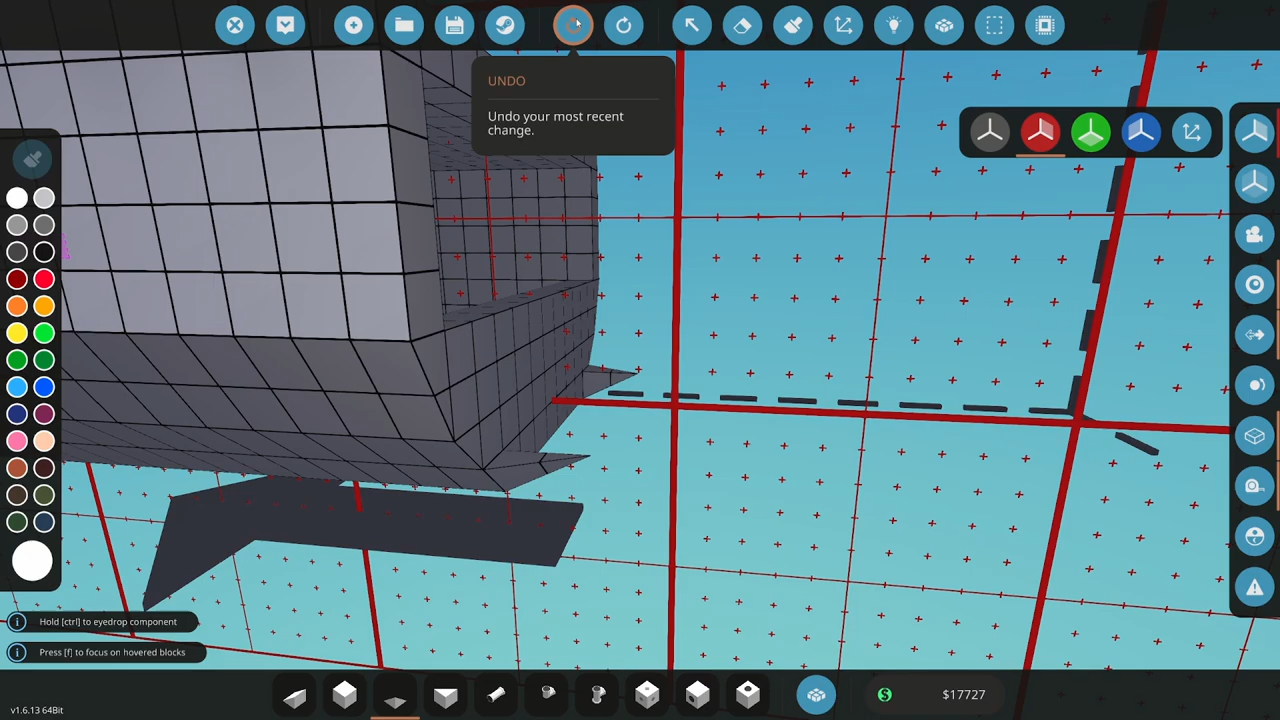 UNDO
Undo your most recent
change.
Hold [ctrl] to eyedrop component
Press [f] to focus on hovered blocks
$17727
v1.6.13 64Bit